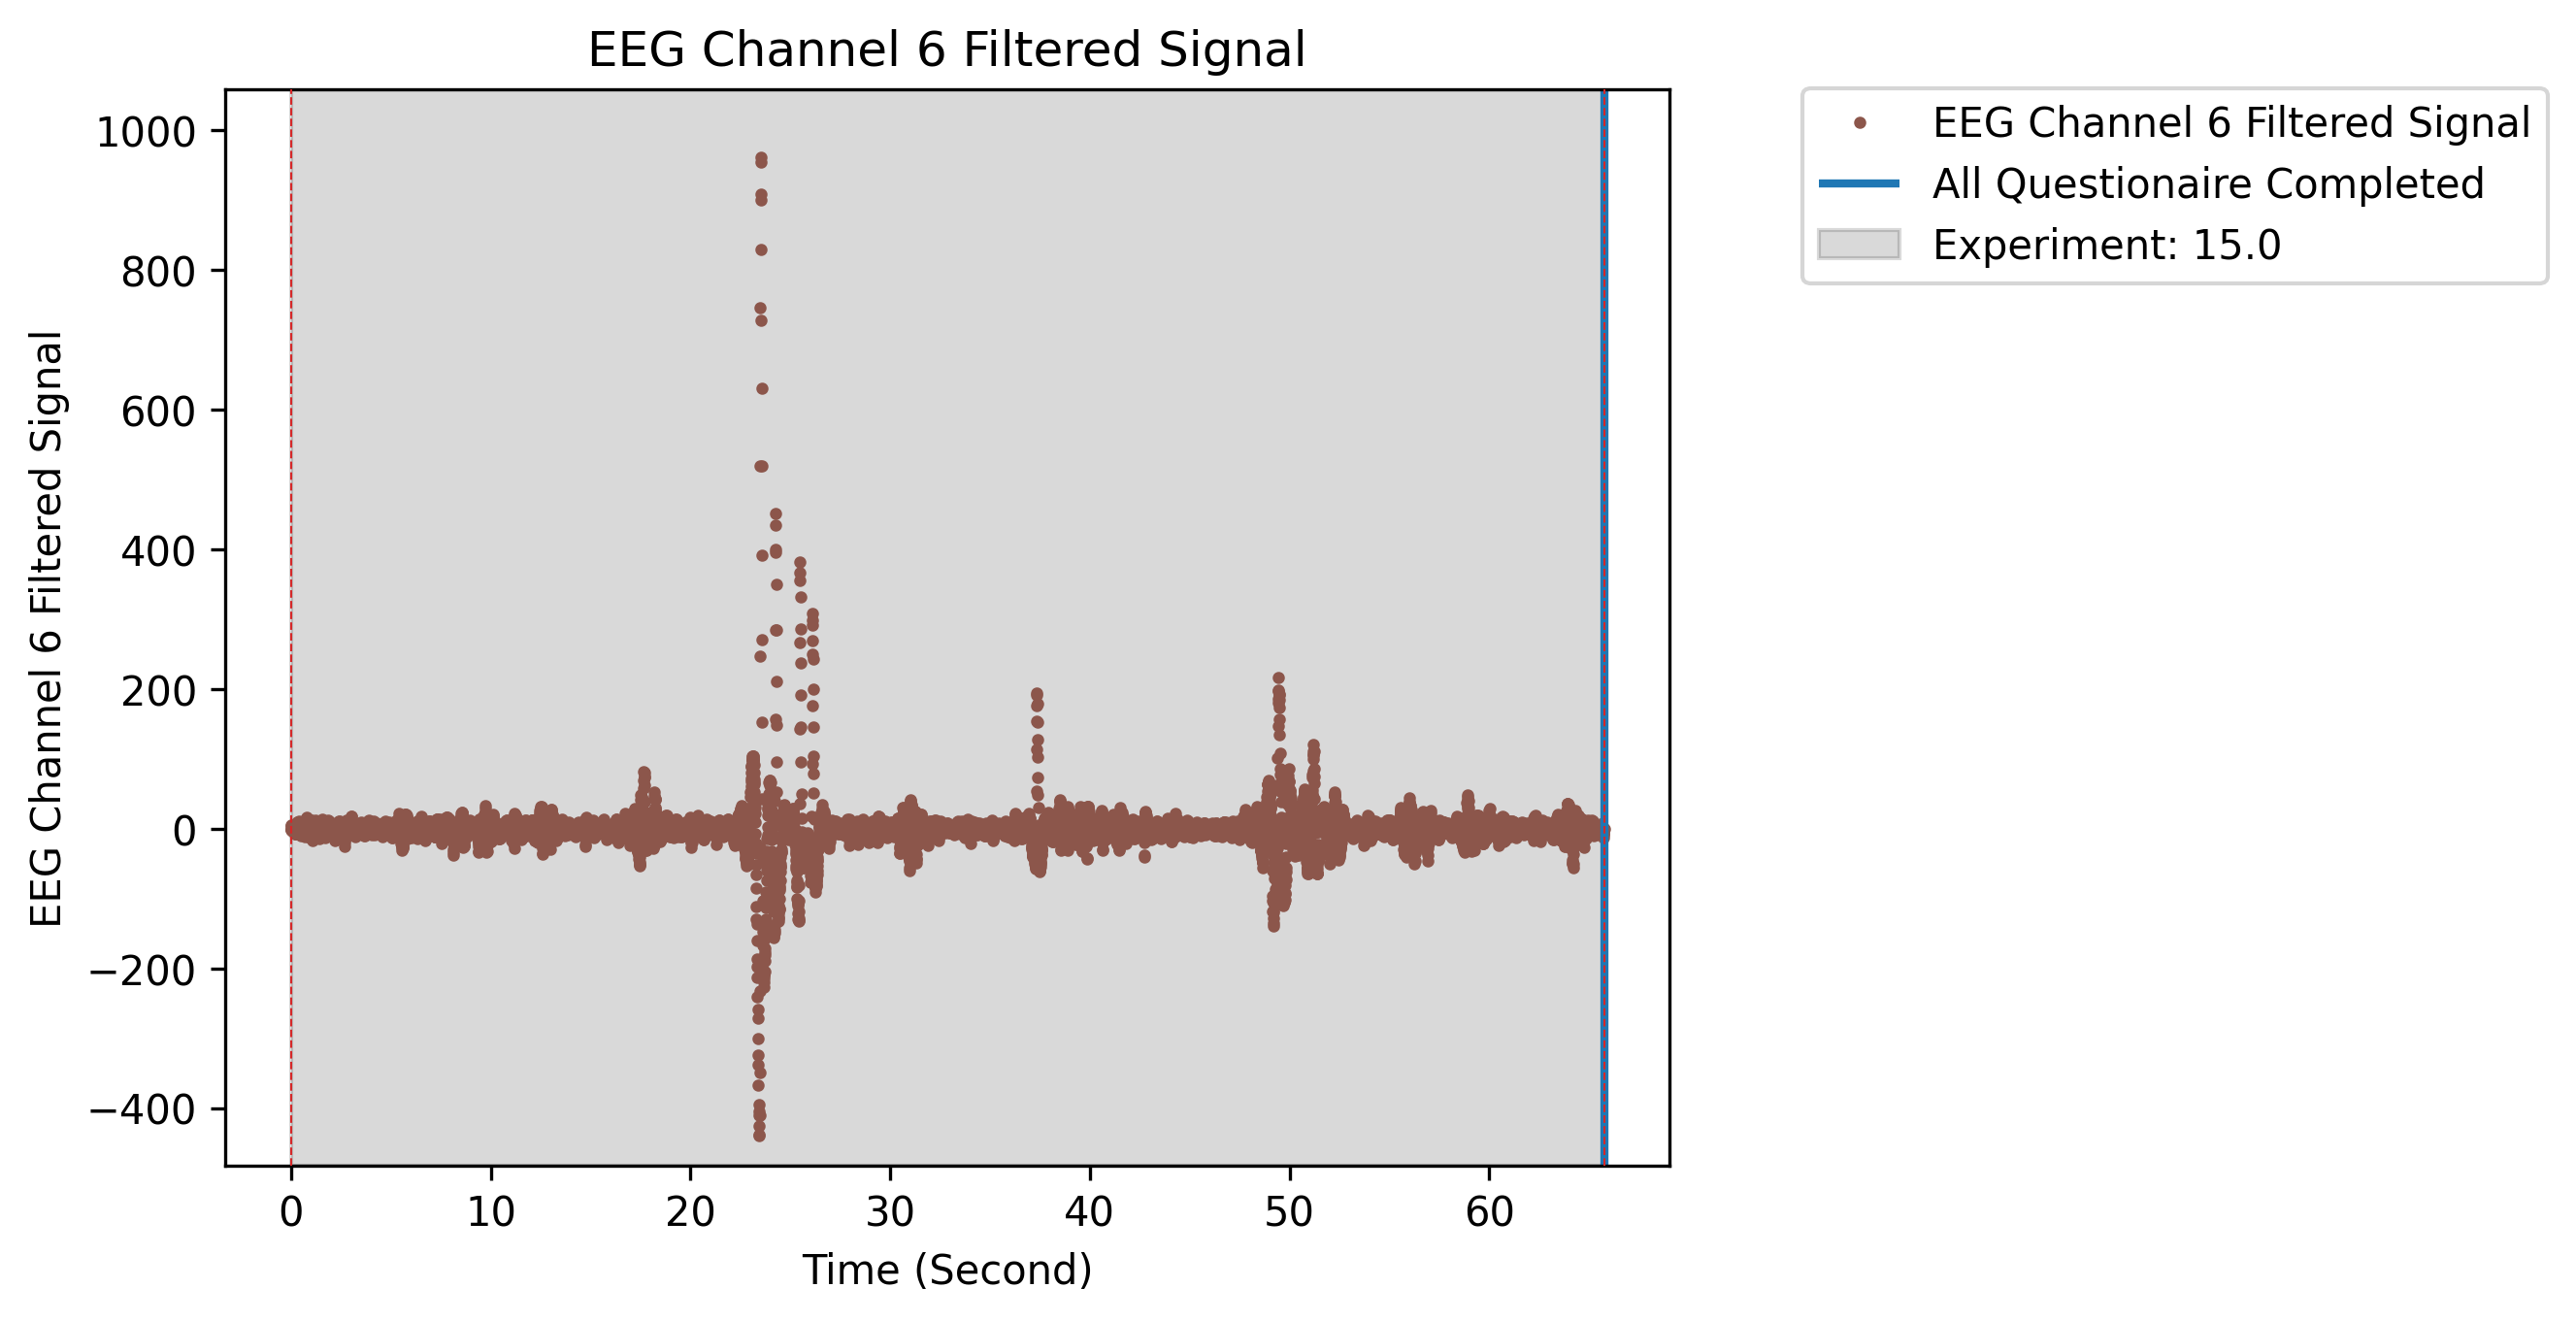 EEG Channel 6 Filtered Signal
EEG Channel 6 Filtered Signal
1000
800
600
400
200
0
−200
−400
0 10 20 30 40 50 60
Time (Second)
EEG Channel 6 Filtered Signal
All Questionaire Completed
Experiment: 15.0